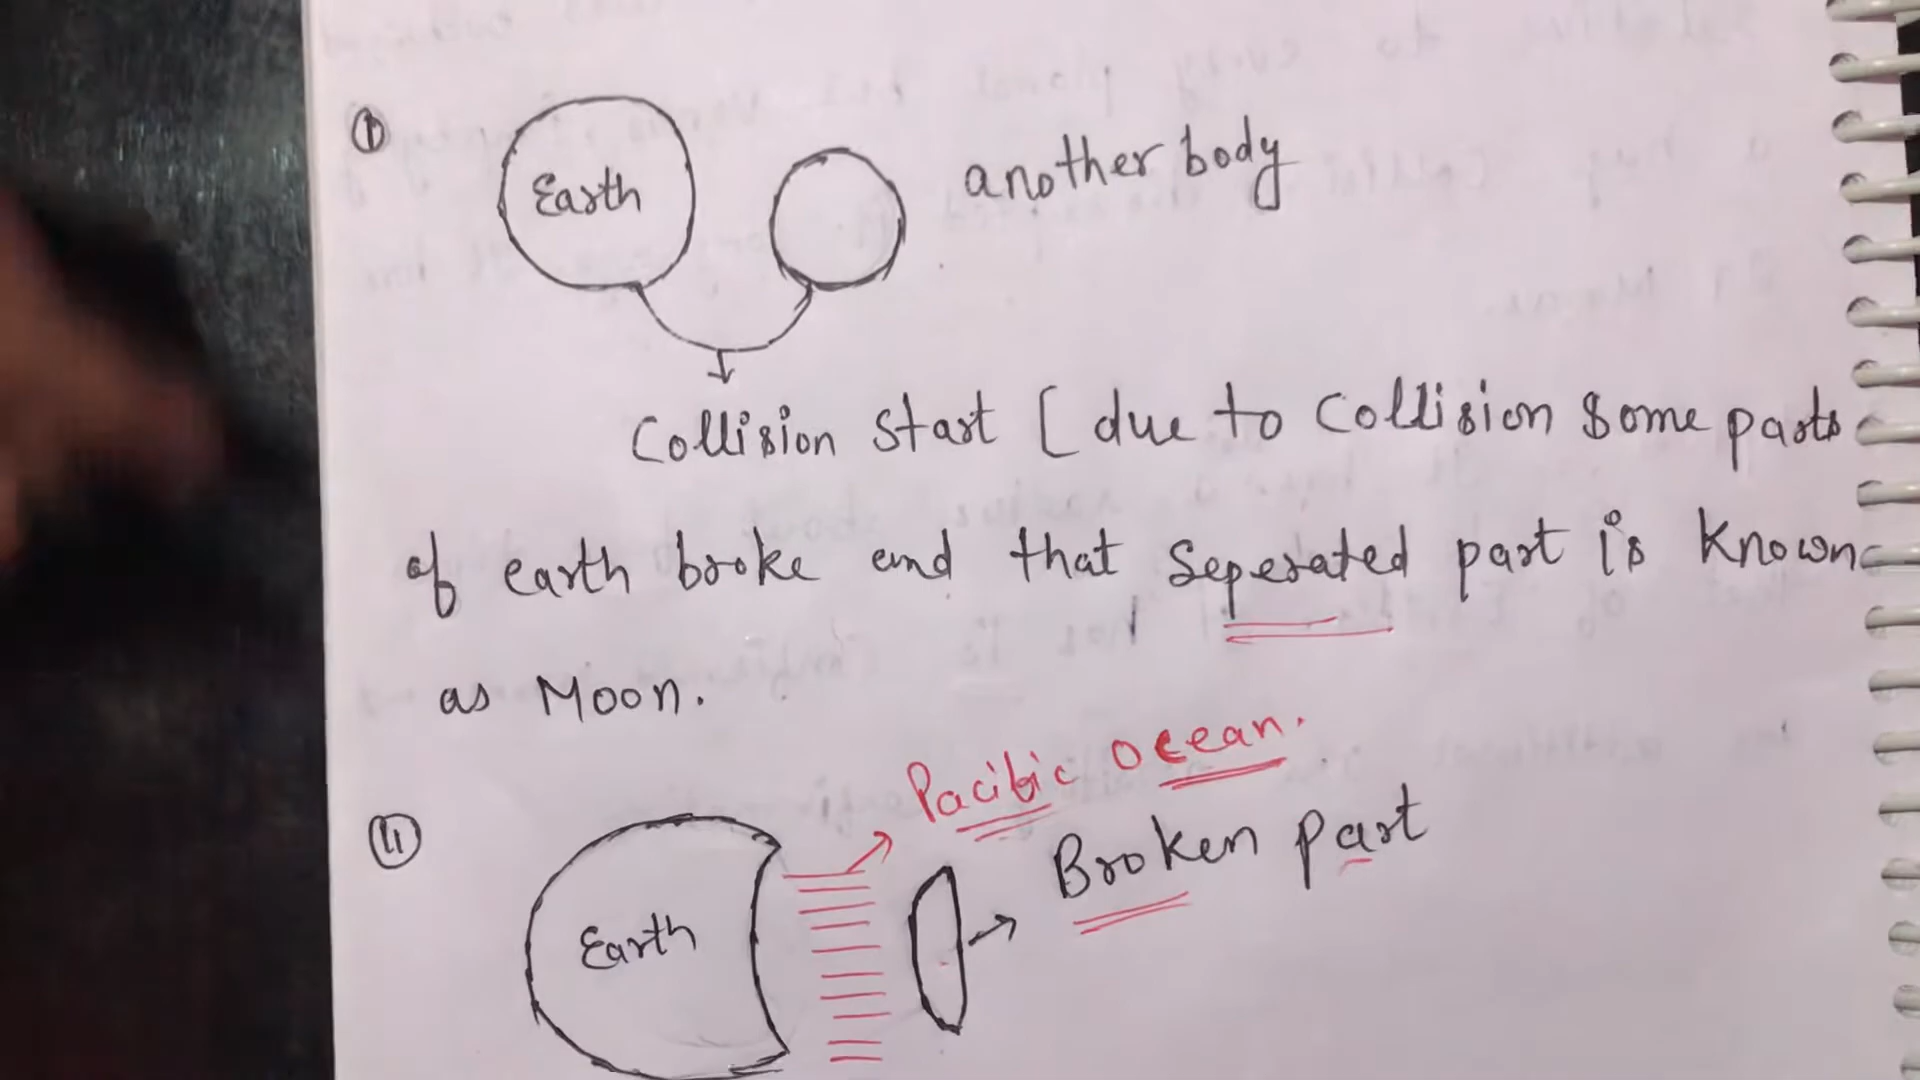 ①
Earth
another body
Collision start [ due to collision some parts
of earth broke and that seperated part is known
as Moon.
Pacific ocean.
②
Broken part
Earth